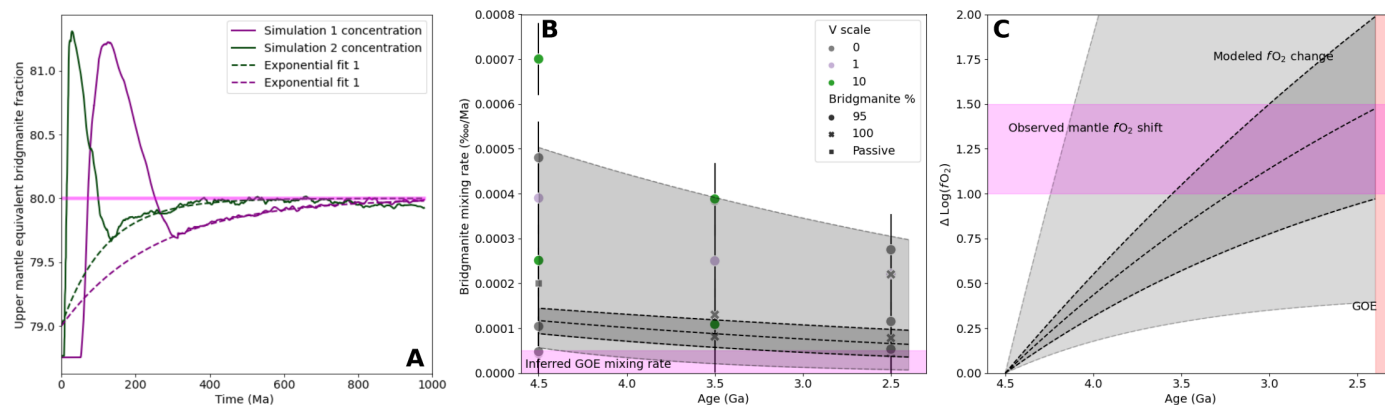 Upper mantle equivalent bridgmanite fraction
81.0
80.5
80.0
79.5
79.0
Simulation 1 concentration
Simulation 2 concentration
Exponential fit 1
Exponential fit 1
A
0
200
400
600
800
1000
Time (Ma)
Bridgmanite mixing rate (‱/Ma)
0.0008
0.0007
0.0006
0.0005
0.0004
0.0003
0.0002
0.0001
0.0000
B
V scale
0
1
10
Bridgmanite %
95
100
Passive
Inferred GOE mixing rate
4.5
4.0
3.5
3.0
2.5
Age (Ga)
Δ Log(fO₂)
2.00
1.75
1.50
1.25
1.00
0.75
0.50
0.25
0.00
C
Modeled fO₂ change
Observed mantle fO₂ shift
GOE
4.5
4.0
3.5
3.0
2.5
Age (Ga)